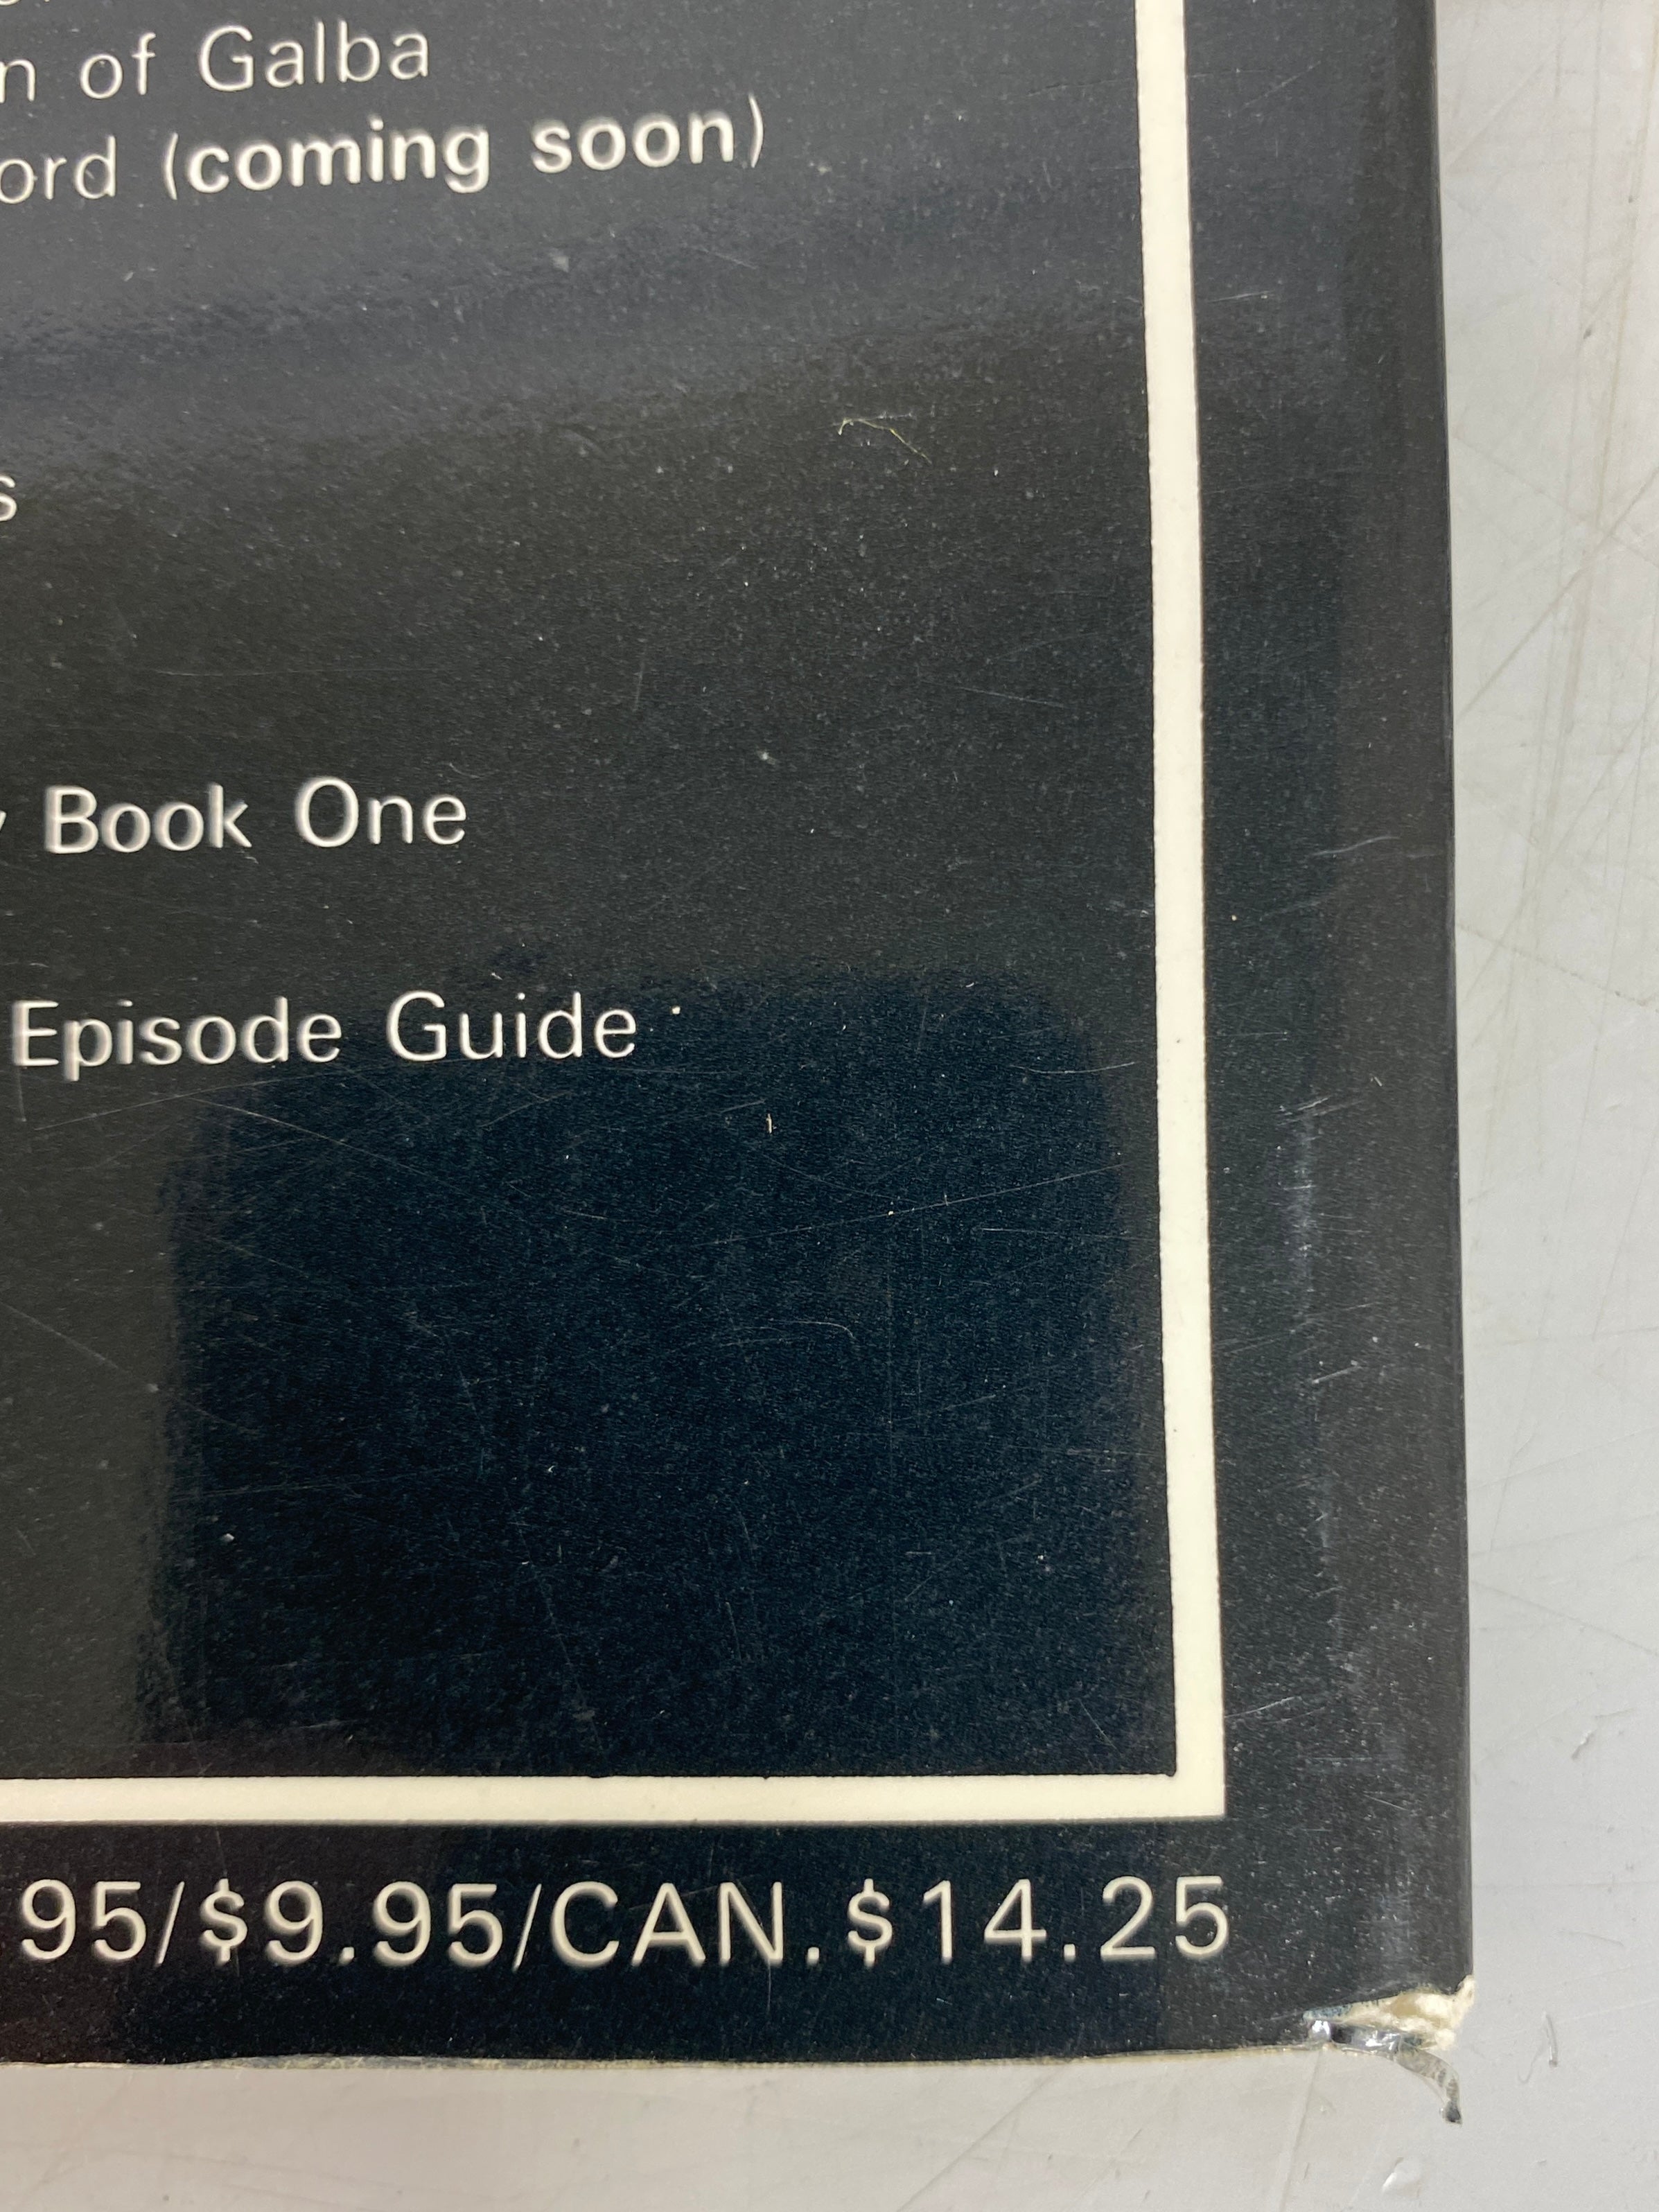 n of Galba
ord (coming soon)
s
Book One
Episode Guide
95/$9.95/CAN.$14.25